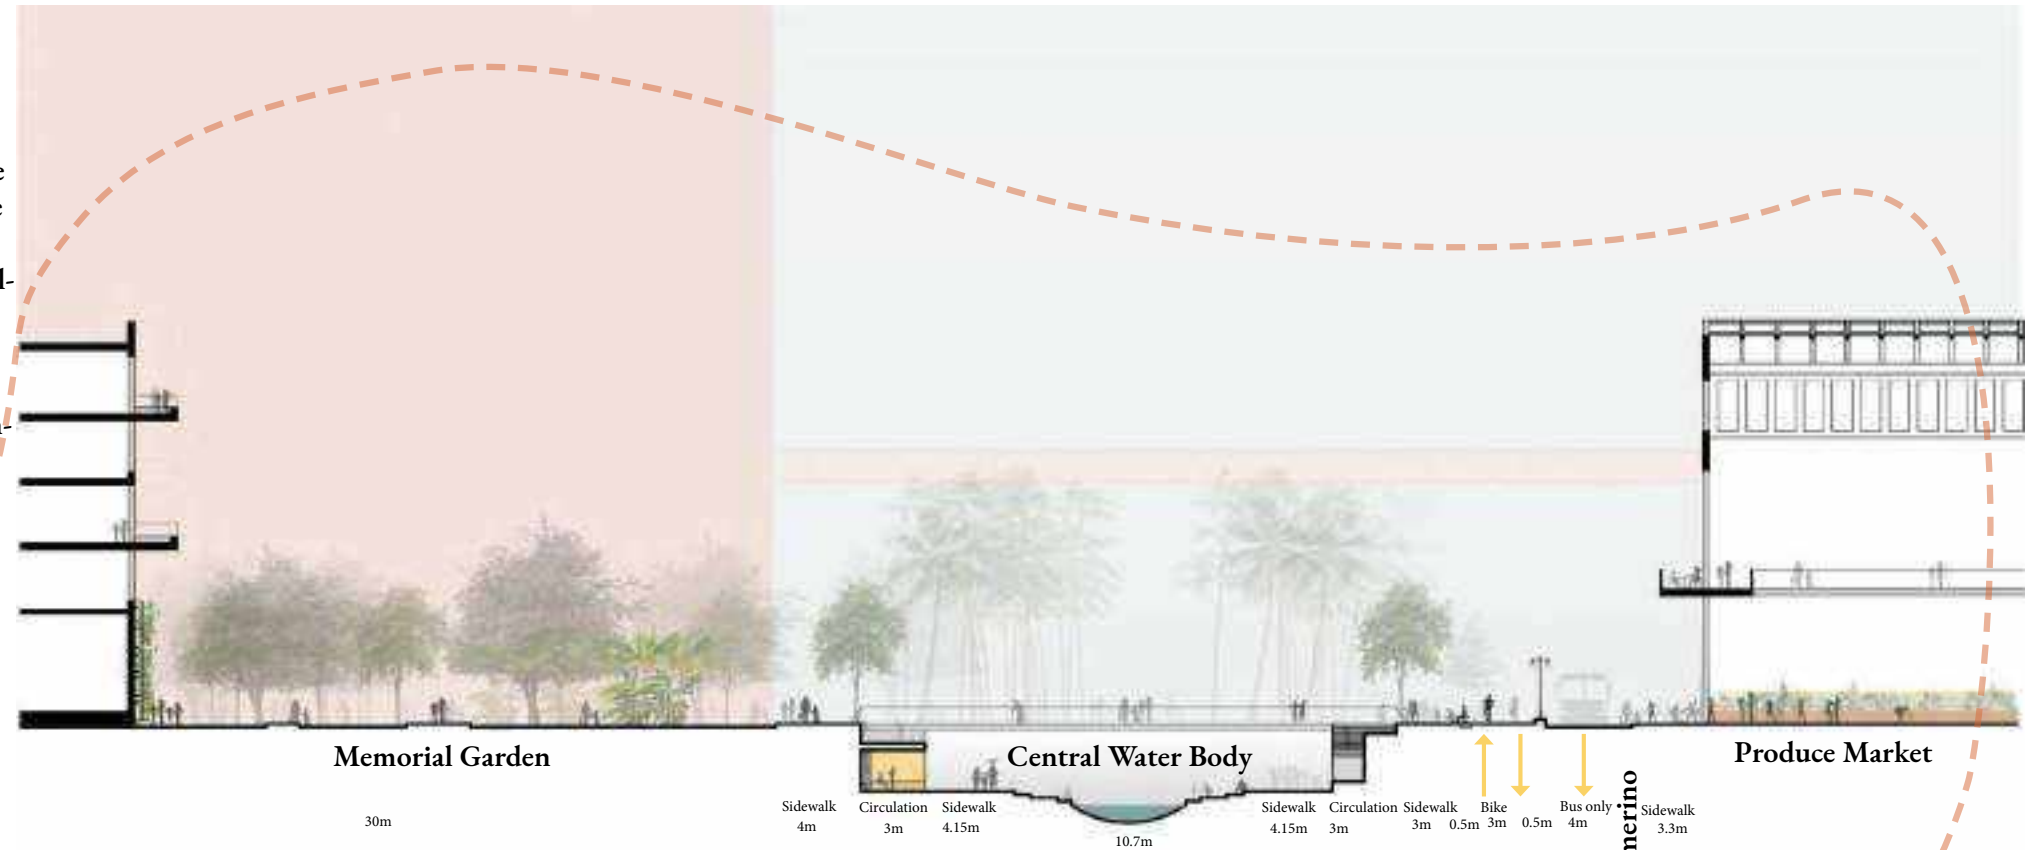 Memorial Garden
Central Water Body
Produce Market
Sidewalk
4m
Circulation
3m
Sidewalk
4.15m
30m
10.7m
Sidewalk
4.15m
Circulation
3m
Sidewalk
3m
0.5m
Bike
3m
0.5m
Bus only
4m
Sidewalk
3.3m